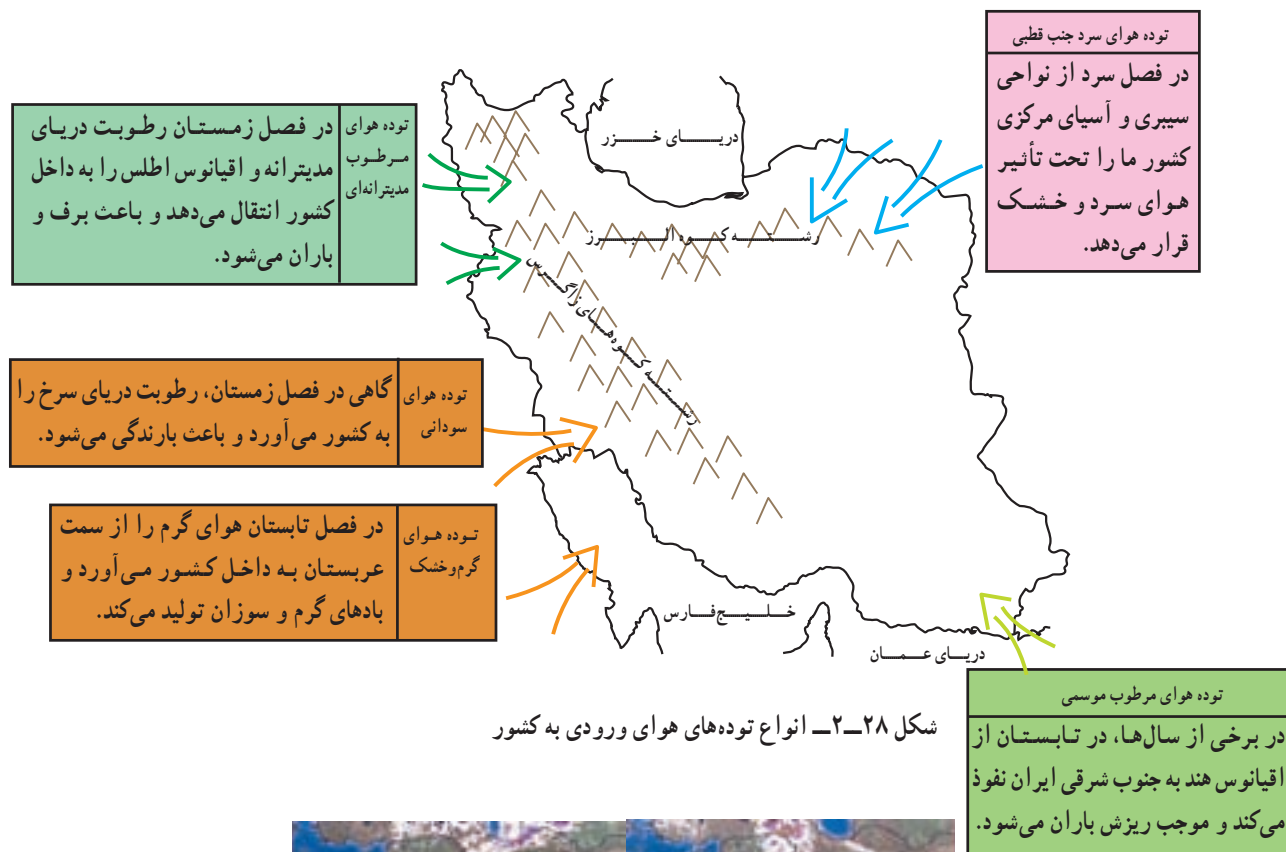 توده هوای سرد جنب قطبی
در فصل سرد از نواحی
سیبری و آسیای مرکزی
کشور ما را تحت تأثیر
هوای سرد و خشک
قرار می‌دهد.
توده هوای
مرطوب
مدیترانه‌ای
در فصل زمستان رطوبت دریای
مدیترانه و اقیانوس اطلس را به داخل
کشور انتقال می‌دهد و باعث برف و
باران می‌شود.
دریای خزر
رشته کوه البرز
رشته کوه‌های زاگرس
توده هوای
سودانی
گاهی در فصل زمستان، رطوبت دریای سرخ را
به کشور می‌آورد و باعث بارندگی می‌شود.
توده هوای
گرم و خشک
در فصل تابستان هوای گرم را از سمت
عربستان به داخل کشور می‌آورد و
بادهای گرم و سوزان تولید می‌کند.
خلیج فارس
دریای عمان
توده هوای مرطوب موسمی
در برخی از سال‌ها، در تابستان از
اقیانوس هند به جنوب شرقی ایران نفوذ
می‌کند و موجب ریزش باران می‌شود.
شکل ۲۸ــ۲ــ انواع توده‌های هوای ورودی به کشور